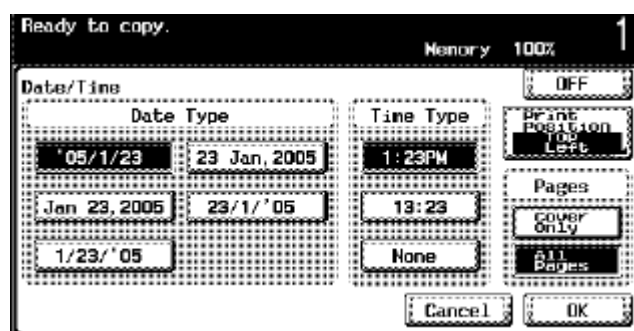 Ready to copy.
Memory 100% 1
Date/Time
OFF
Date Type
Time Type
Print Position
Top Left
'05/1/23
23 Jan,2005
1:23PM
Jan 23,2005
23/1/'05
13:23
Pages
Cover Only
1/23/'05
None
All Pages
Cancel
OK